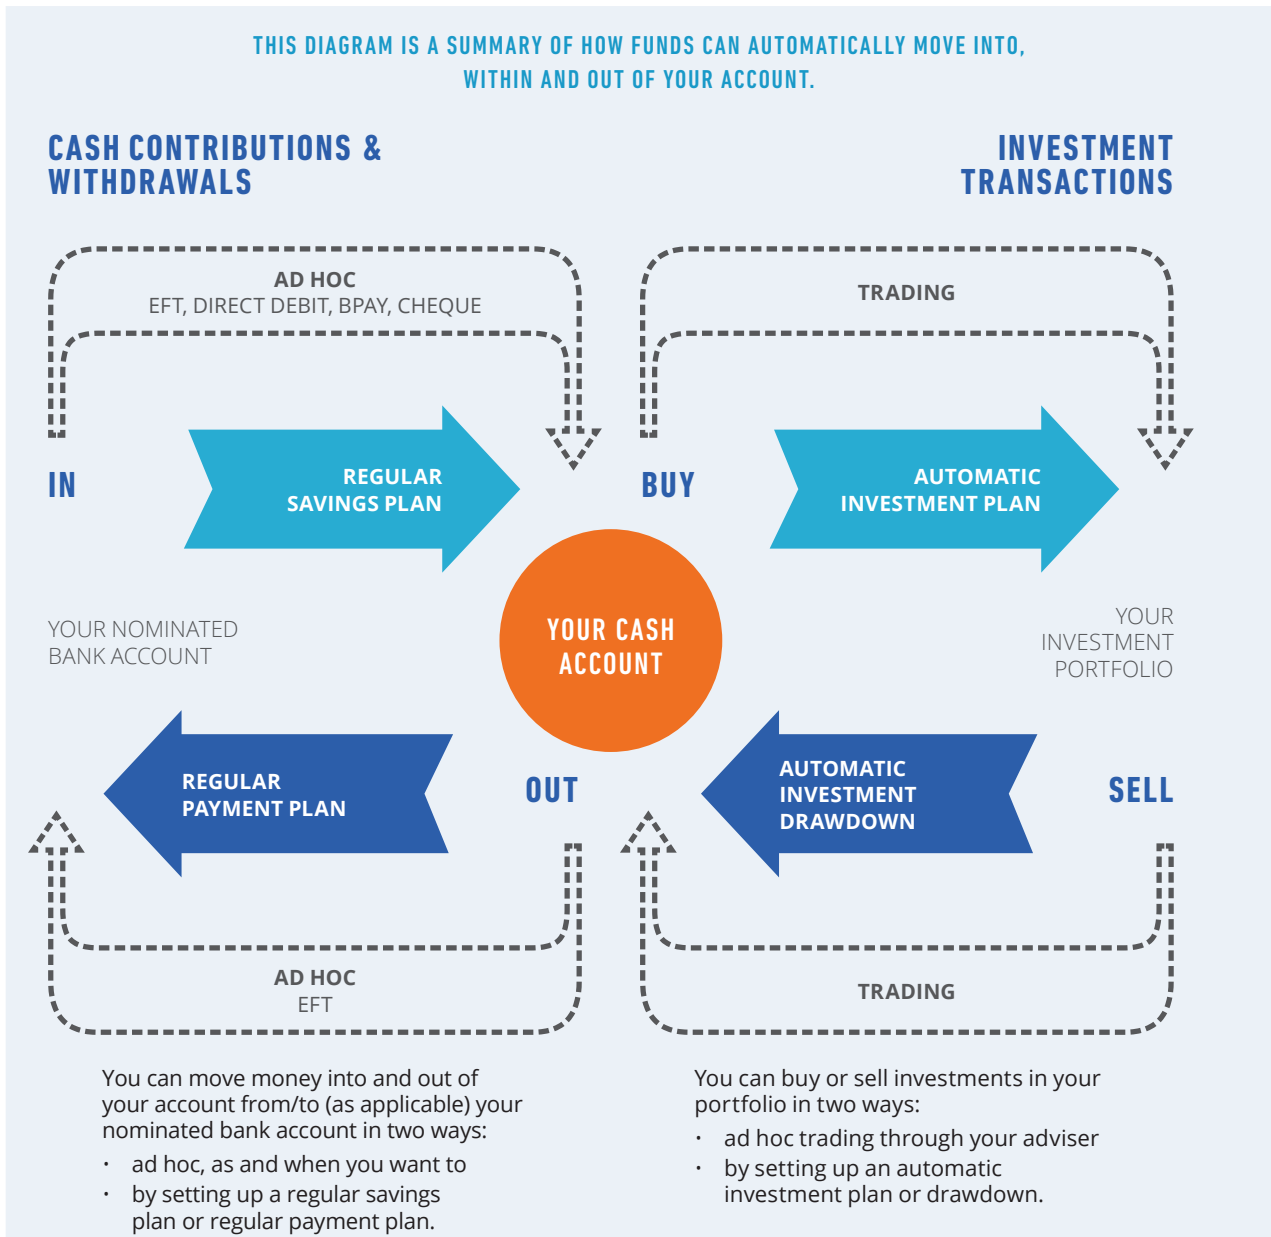 THIS DIAGRAM IS A SUMMARY OF HOW FUNDS CAN AUTOMATICALLY MOVE INTO,
WITHIN AND OUT OF YOUR ACCOUNT.
CASH CONTRIBUTIONS &
WITHDRAWALS
INVESTMENT
TRANSACTIONS
AD HOC
EFT, DIRECT DEBIT, BPAY, CHEQUE
TRADING
IN
REGULAR
SAVINGS PLAN
BUY
AUTOMATIC
INVESTMENT PLAN
YOUR NOMINATED
BANK ACCOUNT
YOUR CASH
ACCOUNT
YOUR
INVESTMENT
PORTFOLIO
REGULAR
PAYMENT PLAN
OUT
AUTOMATIC
INVESTMENT
DRAWDOWN
SELL
AD HOC
EFT
TRADING
You can move money into and out of
your account from/to (as applicable) your
nominated bank account in two ways:
· ad hoc, as and when you want to
· by setting up a regular savings
plan or regular payment plan.
You can buy or sell investments in your
portfolio in two ways:
· ad hoc trading through your adviser
· by setting up an automatic
investment plan or drawdown.